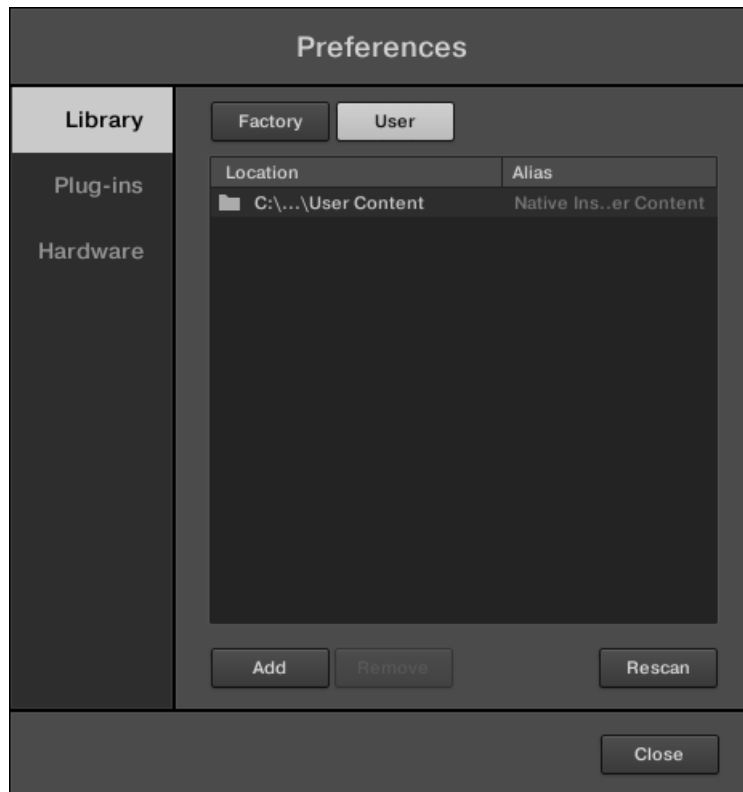 Preferences
Library
Factory User
Location Alias
Plug-ins
C:\...\User Content Native Ins..er Content
Hardware
Add Remove Rescan
Close